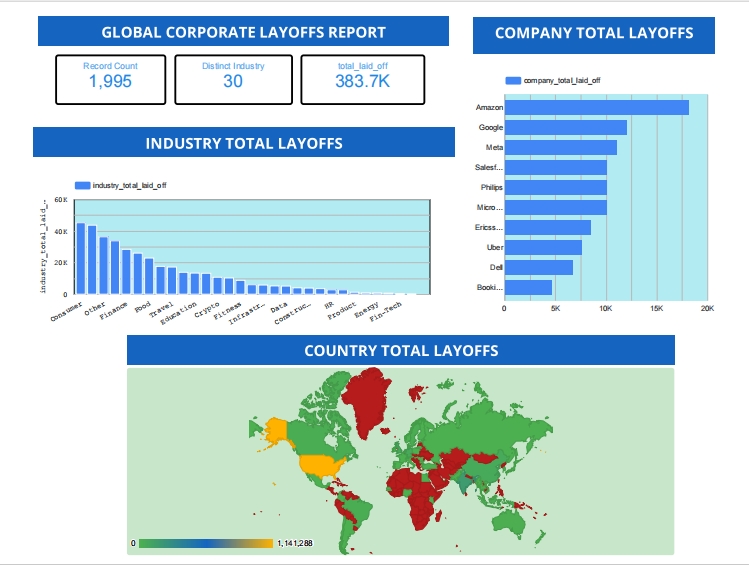 GLOBAL CORPORATE LAYOFFS REPORT
Record Count
1,995
Distinct Industry
30
total_laid_off
383.7K
INDUSTRY TOTAL LAYOFFS
industry_total_laid_off
industry_total_laid_…
60K
40K
20K
0
Consumer
Other
Finance
Food
Travel
Education
Crypto
Fitness
Infrastr…
Data
Construc…
HR
Product
Energy
Fin-Tech
COMPANY TOTAL LAYOFFS
company_total_laid_off
Amazon
Google
Meta
Salesf…
Philips
Micro…
Ericss…
Uber
Dell
Booki…
0 5K 10K 15K 20K
COUNTRY TOTAL LAYOFFS
0 1,141,288